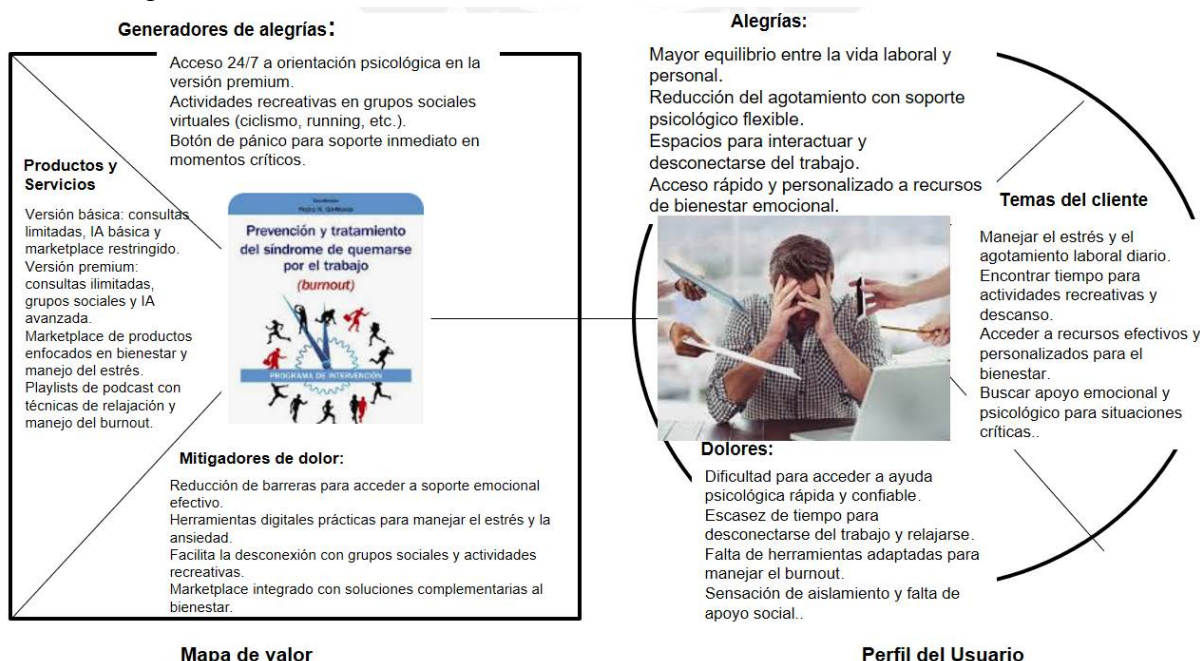 Generadores de alegrías:
Acceso 24/7 a orientación psicológica en la
versión premium.
Actividades recreativas en grupos sociales
virtuales (ciclismo, running, etc.).
Botón de pánico para soporte inmediato en
momentos críticos.
Productos y
Servicios
Versión básica: consultas
limitadas, IA básica y
marketplace restringido.
Versión premium:
consultas ilimitadas,
grupos sociales y IA
avanzada.
Marketplace de productos
enfocados en bienestar y
manejo del estrés.
Playlists de podcast con
técnicas de relajación y
manejo del burnout.
Prevención y tratamiento
del síndrome de quemarse
por el trabajo
(burnout)
PROGRAMA DE INTERVENCIÓN
Mitigadores de dolor:
Reducción de barreras para acceder a soporte emocional
efectivo.
Herramientas digitales prácticas para manejar el estrés y la
ansiedad.
Facilita la desconexión con grupos sociales y actividades
recreativas.
Marketplace integrado con soluciones complementarias al
bienestar.
Mapa de valor
Alegrías:
Mayor equilibrio entre la vida laboral y
personal.
Reducción del agotamiento con soporte
psicológico flexible.
Espacios para interactuar y
desconectarse del trabajo.
Acceso rápido y personalizado a recursos
de bienestar emocional.
Temas del cliente
Manejar el estrés y el
agotamiento laboral diario.
Encontrar tiempo para
actividades recreativas y
descanso.
Acceder a recursos efectivos y
personalizados para el
bienestar.
Buscar apoyo emocional y
psicológico para situaciones
críticas..
Dolores:
Dificultad para acceder a ayuda
psicológica rápida y confiable.
Escasez de tiempo para
desconectarse del trabajo y relajarse.
Falta de herramientas adaptadas para
manejar el burnout.
Sensación de aislamiento y falta de
apoyo social..
Perfil del Usuario